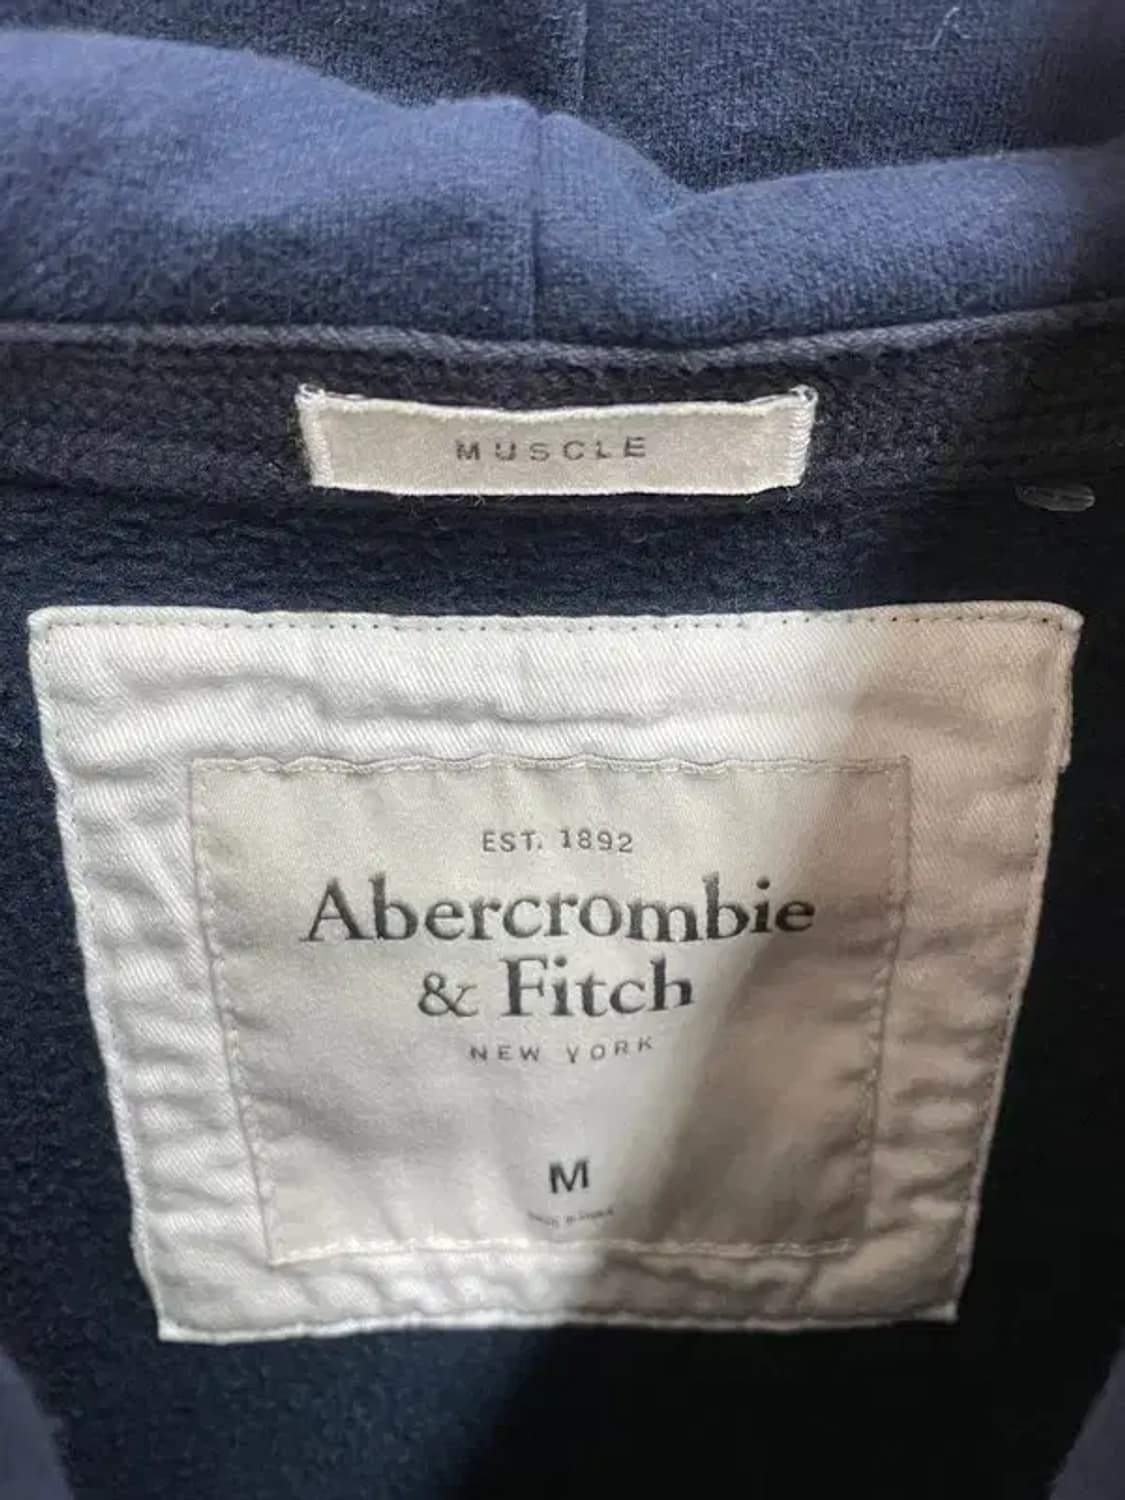 MUSCLE
EST. 1892
Abercrombie
& Fitch
NEW YORK
M